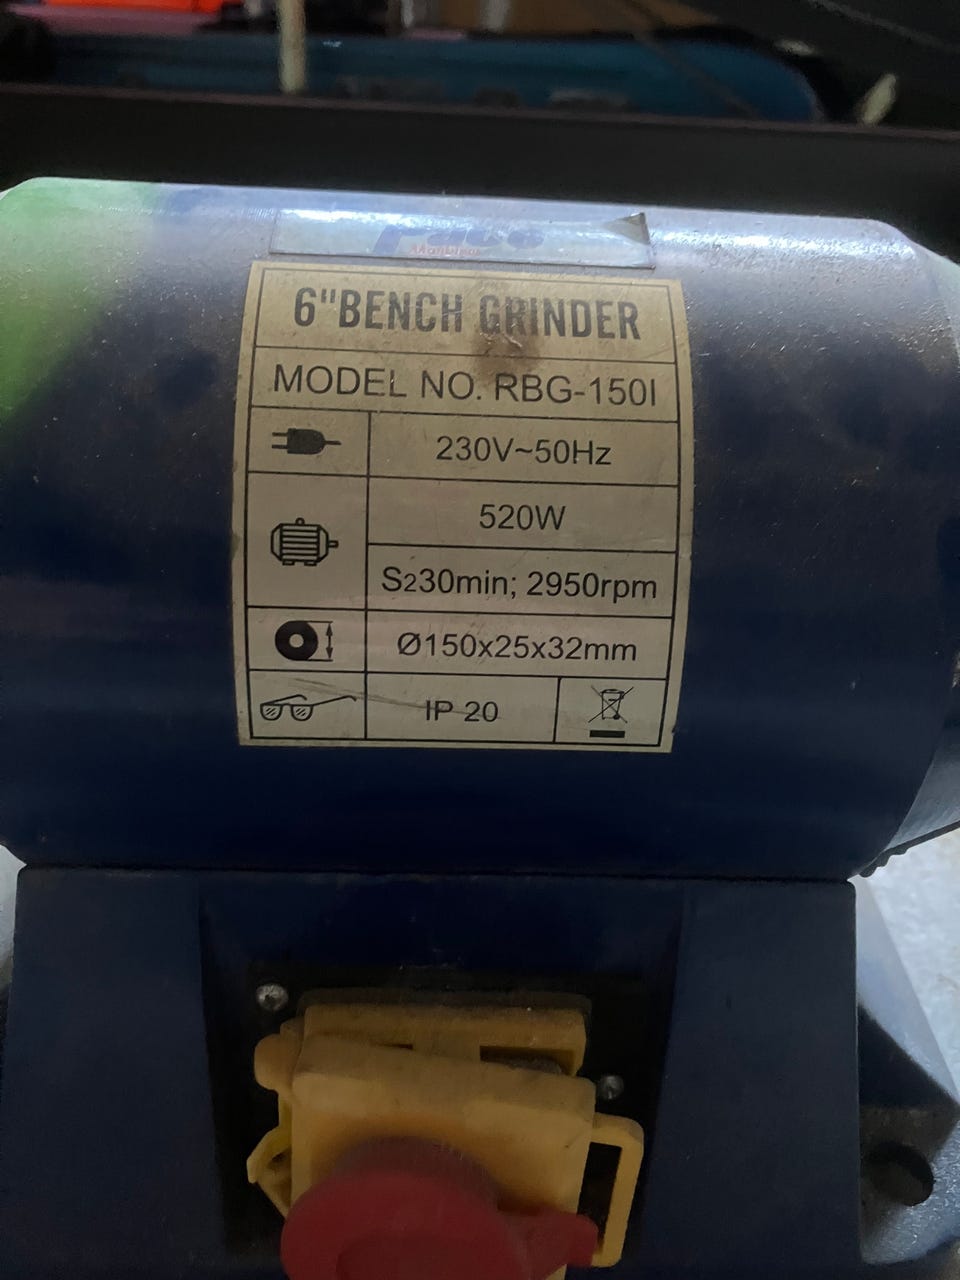 6"BENCH GRINDER
MODEL NO. RBG-150I
230V~50Hz
520W
S230min; 2950rpm
Ø150x25x32mm
IP 20